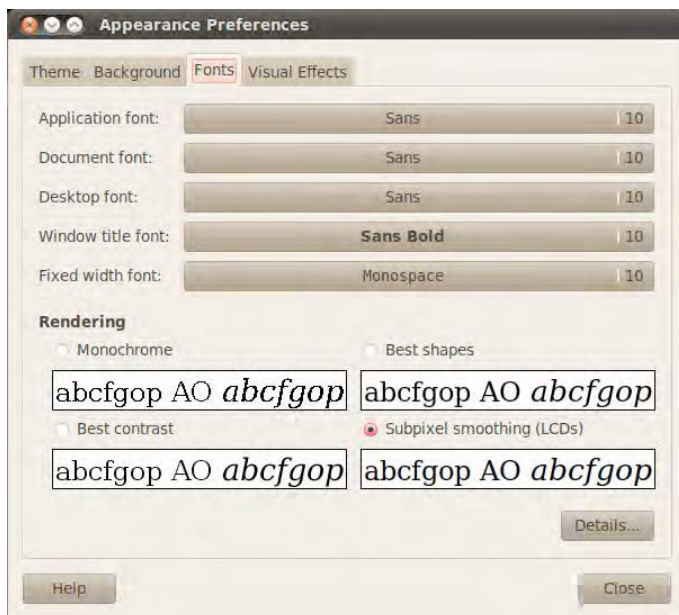 Appearance Preferences
Theme Background Fonts Visual Effects
Application font: Sans 10
Document font: Sans 10
Desktop font: Sans 10
Window title font: Sans Bold 10
Fixed width font: Monospace 10
Rendering
Monochrome Best shapes
abcfgop AO abcfgop abcfgop AO abcfgop
Best contrast Subpixel smoothing (LCDs)
abcfgop AO abcfgop abcfgop AO abcfgop
Details...
Help Close